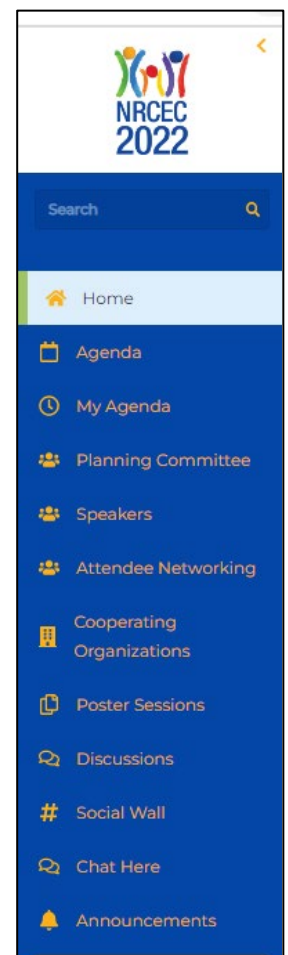 NRCEC
2022
Search
Home
Agenda
My Agenda
Planning Committee
Speakers
Attendee Networking
Cooperating
Organizations
Poster Sessions
Discussions
# Social Wall
Chat Here
Announcements